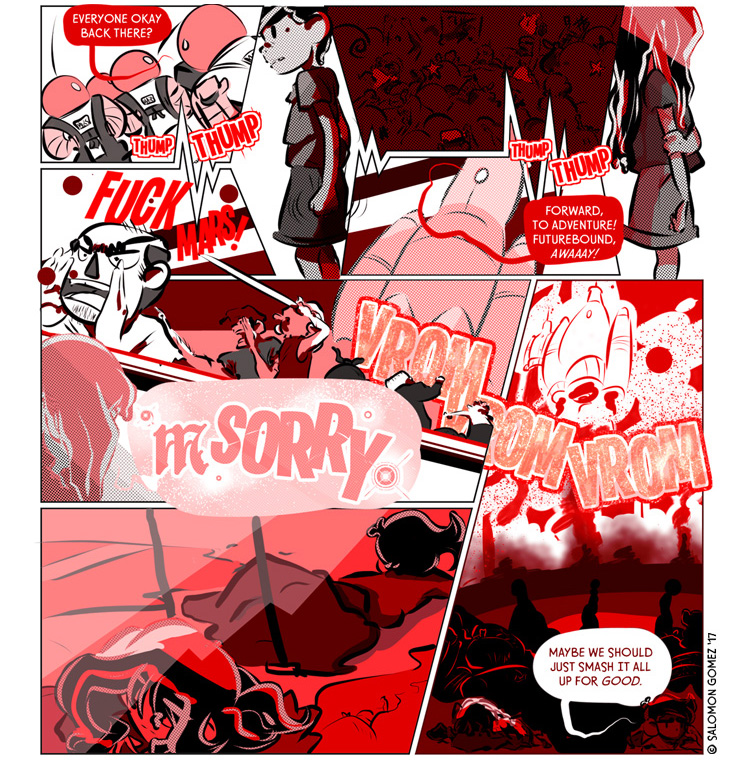 EVERYONE OKAY
BACK THERE?
THUMP
THUMP
THUMP
THUMP
FUCK
MARS!
FORWARD,
TO ADVENTURE!
FUTUREBOUND,
AWAAAY!
VROM
VROM
SORRY
MAYBE WE SHOULD
JUST SMASH IT ALL
UP FOR GOOD.
© SALOMON GOMEZ '17